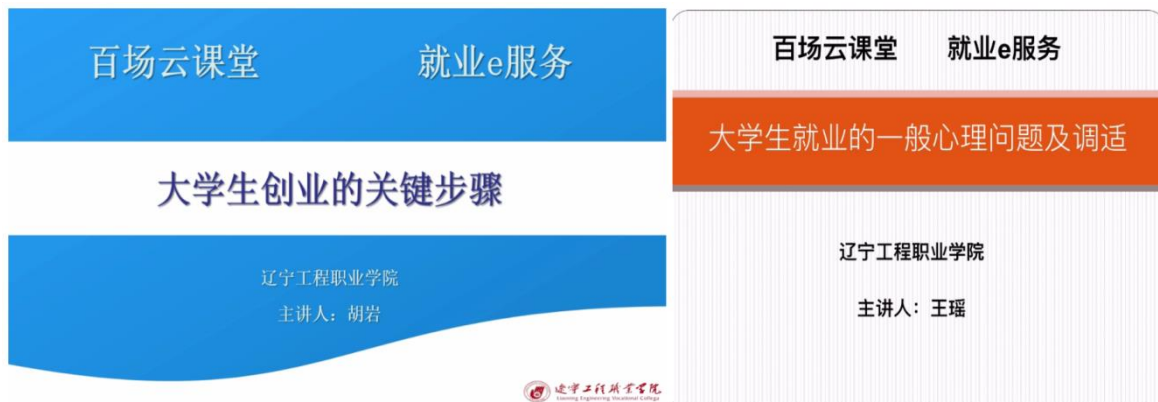 百场云课堂 就业e服务
大学生创业的关键步骤
辽宁工程职业学院
主讲人：胡岩
辽宁工程职业学院
Liaoning Engineering Vocational College
百场云课堂 就业e服务
大学生就业的一般心理问题及调适
辽宁工程职业学院
主讲人：王瑶